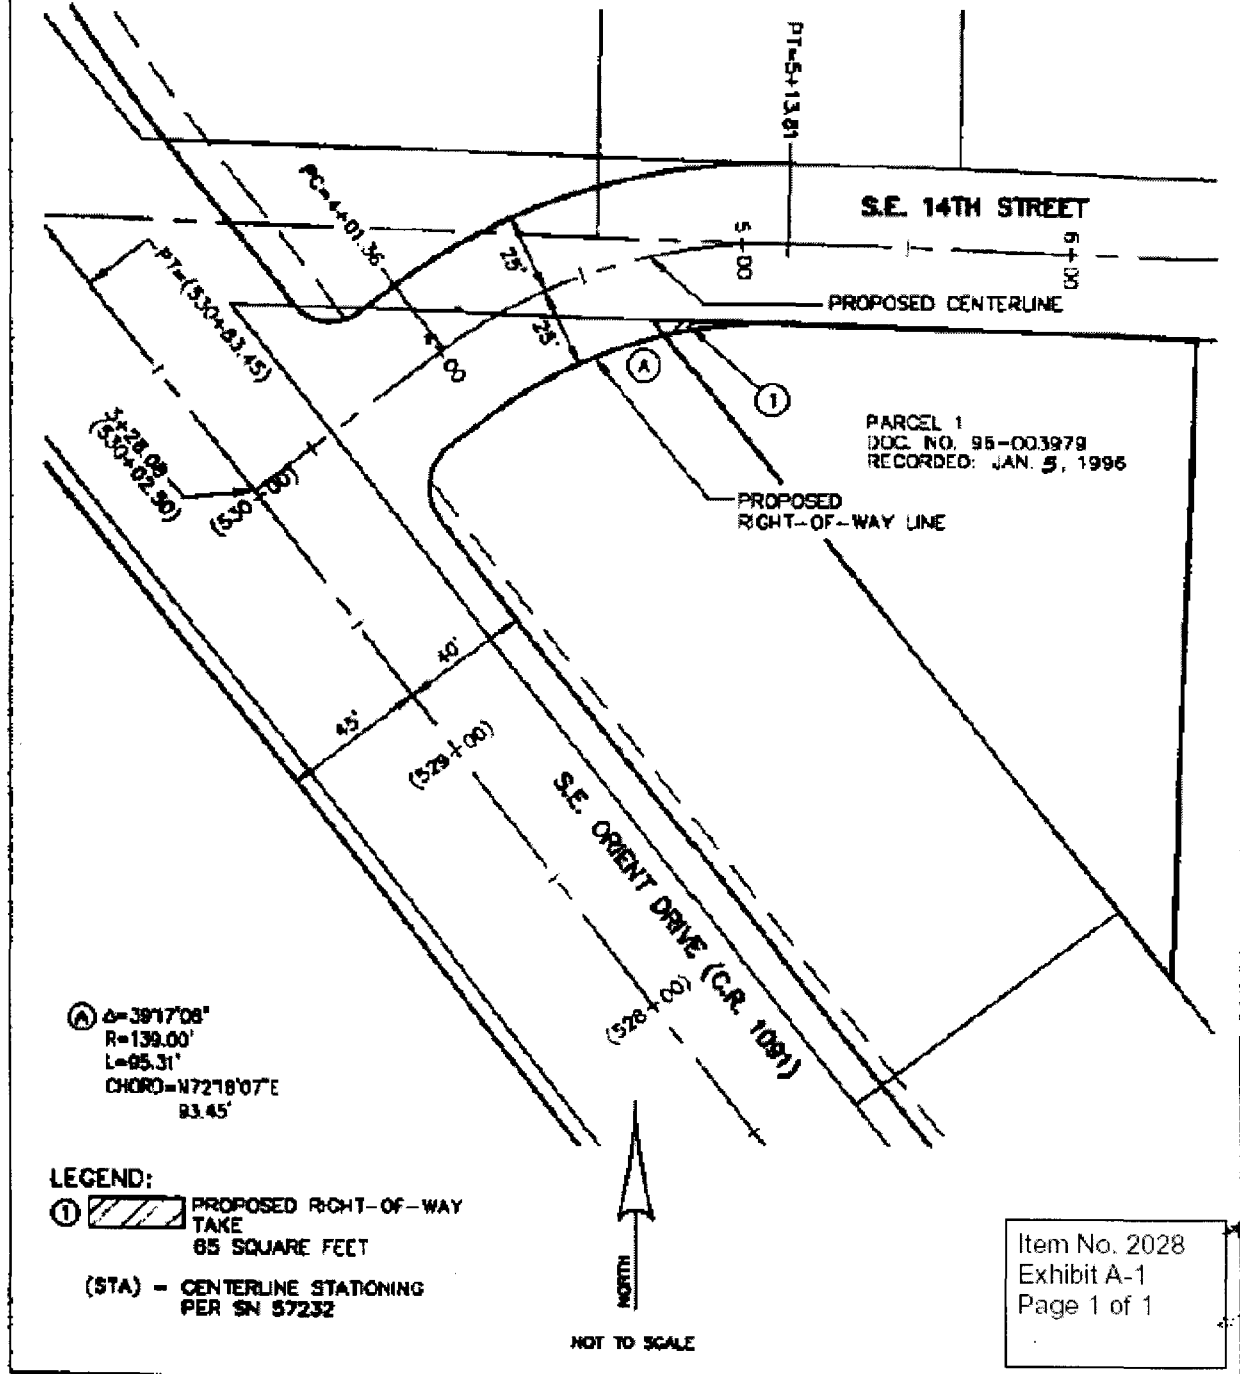 PT=5+13.81
PC=4+01.36
S.E. 14TH STREET
5+00
6+00
25'
25'
PROPOSED CENTERLINE
PT=(530+83.45)
4+00
A
1
3+28.08
(530+02.50)
(530+00)
PARCEL 1
DOC. NO. 96-003979
RECORDED: JAN. 5, 1996
PROPOSED
RIGHT-OF-WAY LINE
40'
45'
(529+00)
S.E. ORIENT DRIVE (C.R. 1091)
(528+00)
A Δ=39°17'08"
R=139.00'
L=95.31'
CHORD=N72°18'07"E
93.45'
LEGEND:
1 PROPOSED RIGHT-OF-WAY
TAKE
65 SQUARE FEET
(STA) - CENTERLINE STATIONING
PER SN 57232
NORTH
NOT TO SCALE
Item No. 2028
Exhibit A-1
Page 1 of 1